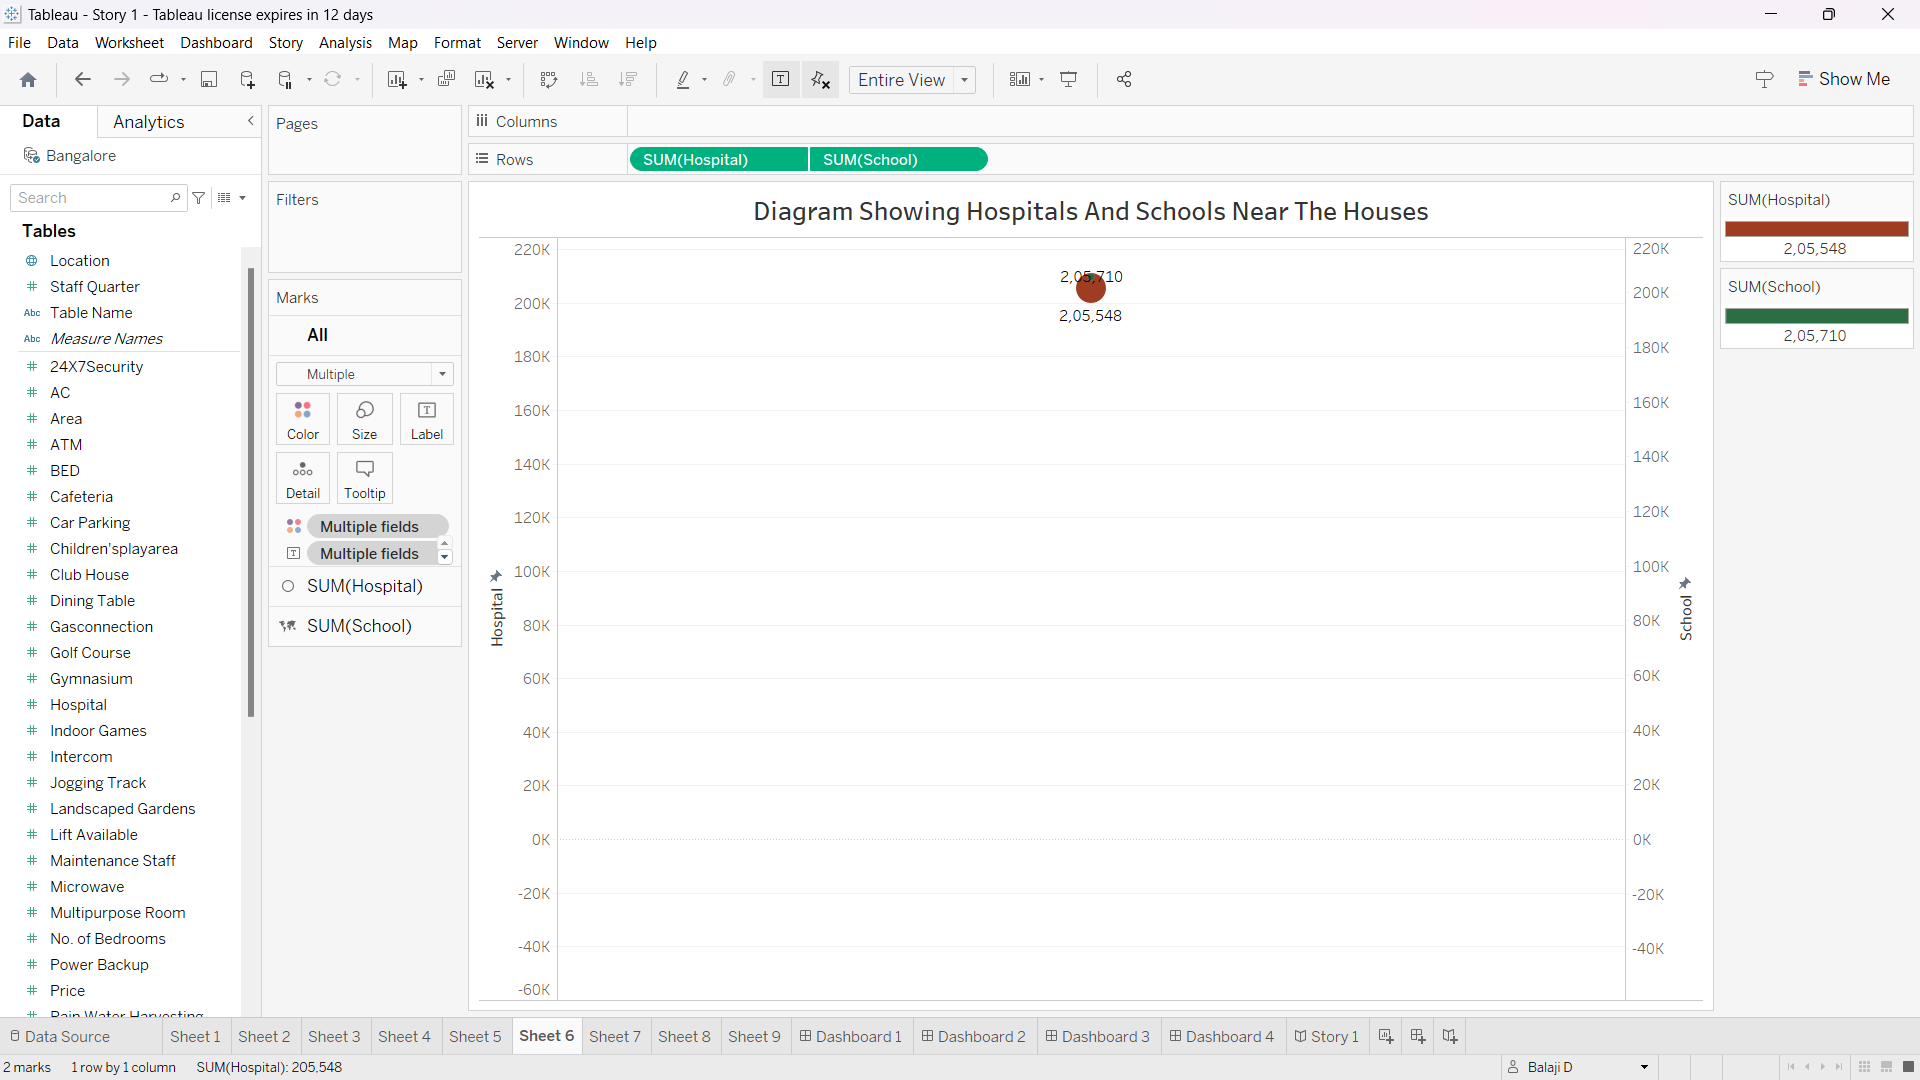 Tableau - Story 1 - Tableau license expires in 12 days
File Data Worksheet Dashboard Story Analysis Map Format Server Window Help
Entire View
Show Me
Data Analytics
Bangalore
Search
Tables
Location
Staff Quarter
Abc Table Name
Abc Measure Names
24X7Security
AC
Area
ATM
BED
Cafeteria
Car Parking
Children'splayarea
Club House
Dining Table
Gasconnection
Golf Course
Gymnasium
Hospital
Indoor Games
Intercom
Jogging Track
Landscaped Gardens
Lift Available
Maintenance Staff
Microwave
Multipurpose Room
No. of Bedrooms
Power Backup
Price
Rain Water Harvesting
Pages
Filters
Marks
All
Multiple
Color Size Label
Detail Tooltip
Multiple fields
Multiple fields
SUM(Hospital)
SUM(School)
Columns
Rows SUM(Hospital) SUM(School)
Diagram Showing Hospitals And Schools Near The Houses
220K
200K
180K
160K
140K
120K
100K
80K
60K
40K
20K
0K
-20K
-40K
-60K
Hospital
2,05,710
2,05,548
220K
200K
180K
160K
140K
120K
100K
80K
60K
40K
20K
0K
-20K
-40K
School
SUM(Hospital)
2,05,548
SUM(School)
2,05,710
Data Source Sheet 1 Sheet 2 Sheet 3 Sheet 4 Sheet 5 Sheet 6 Sheet 7 Sheet 8 Sheet 9 Dashboard 1 Dashboard 2 Dashboard 3 Dashboard 4 Story 1
2 marks 1 row by 1 column SUM(Hospital): 205,548 Balaji D